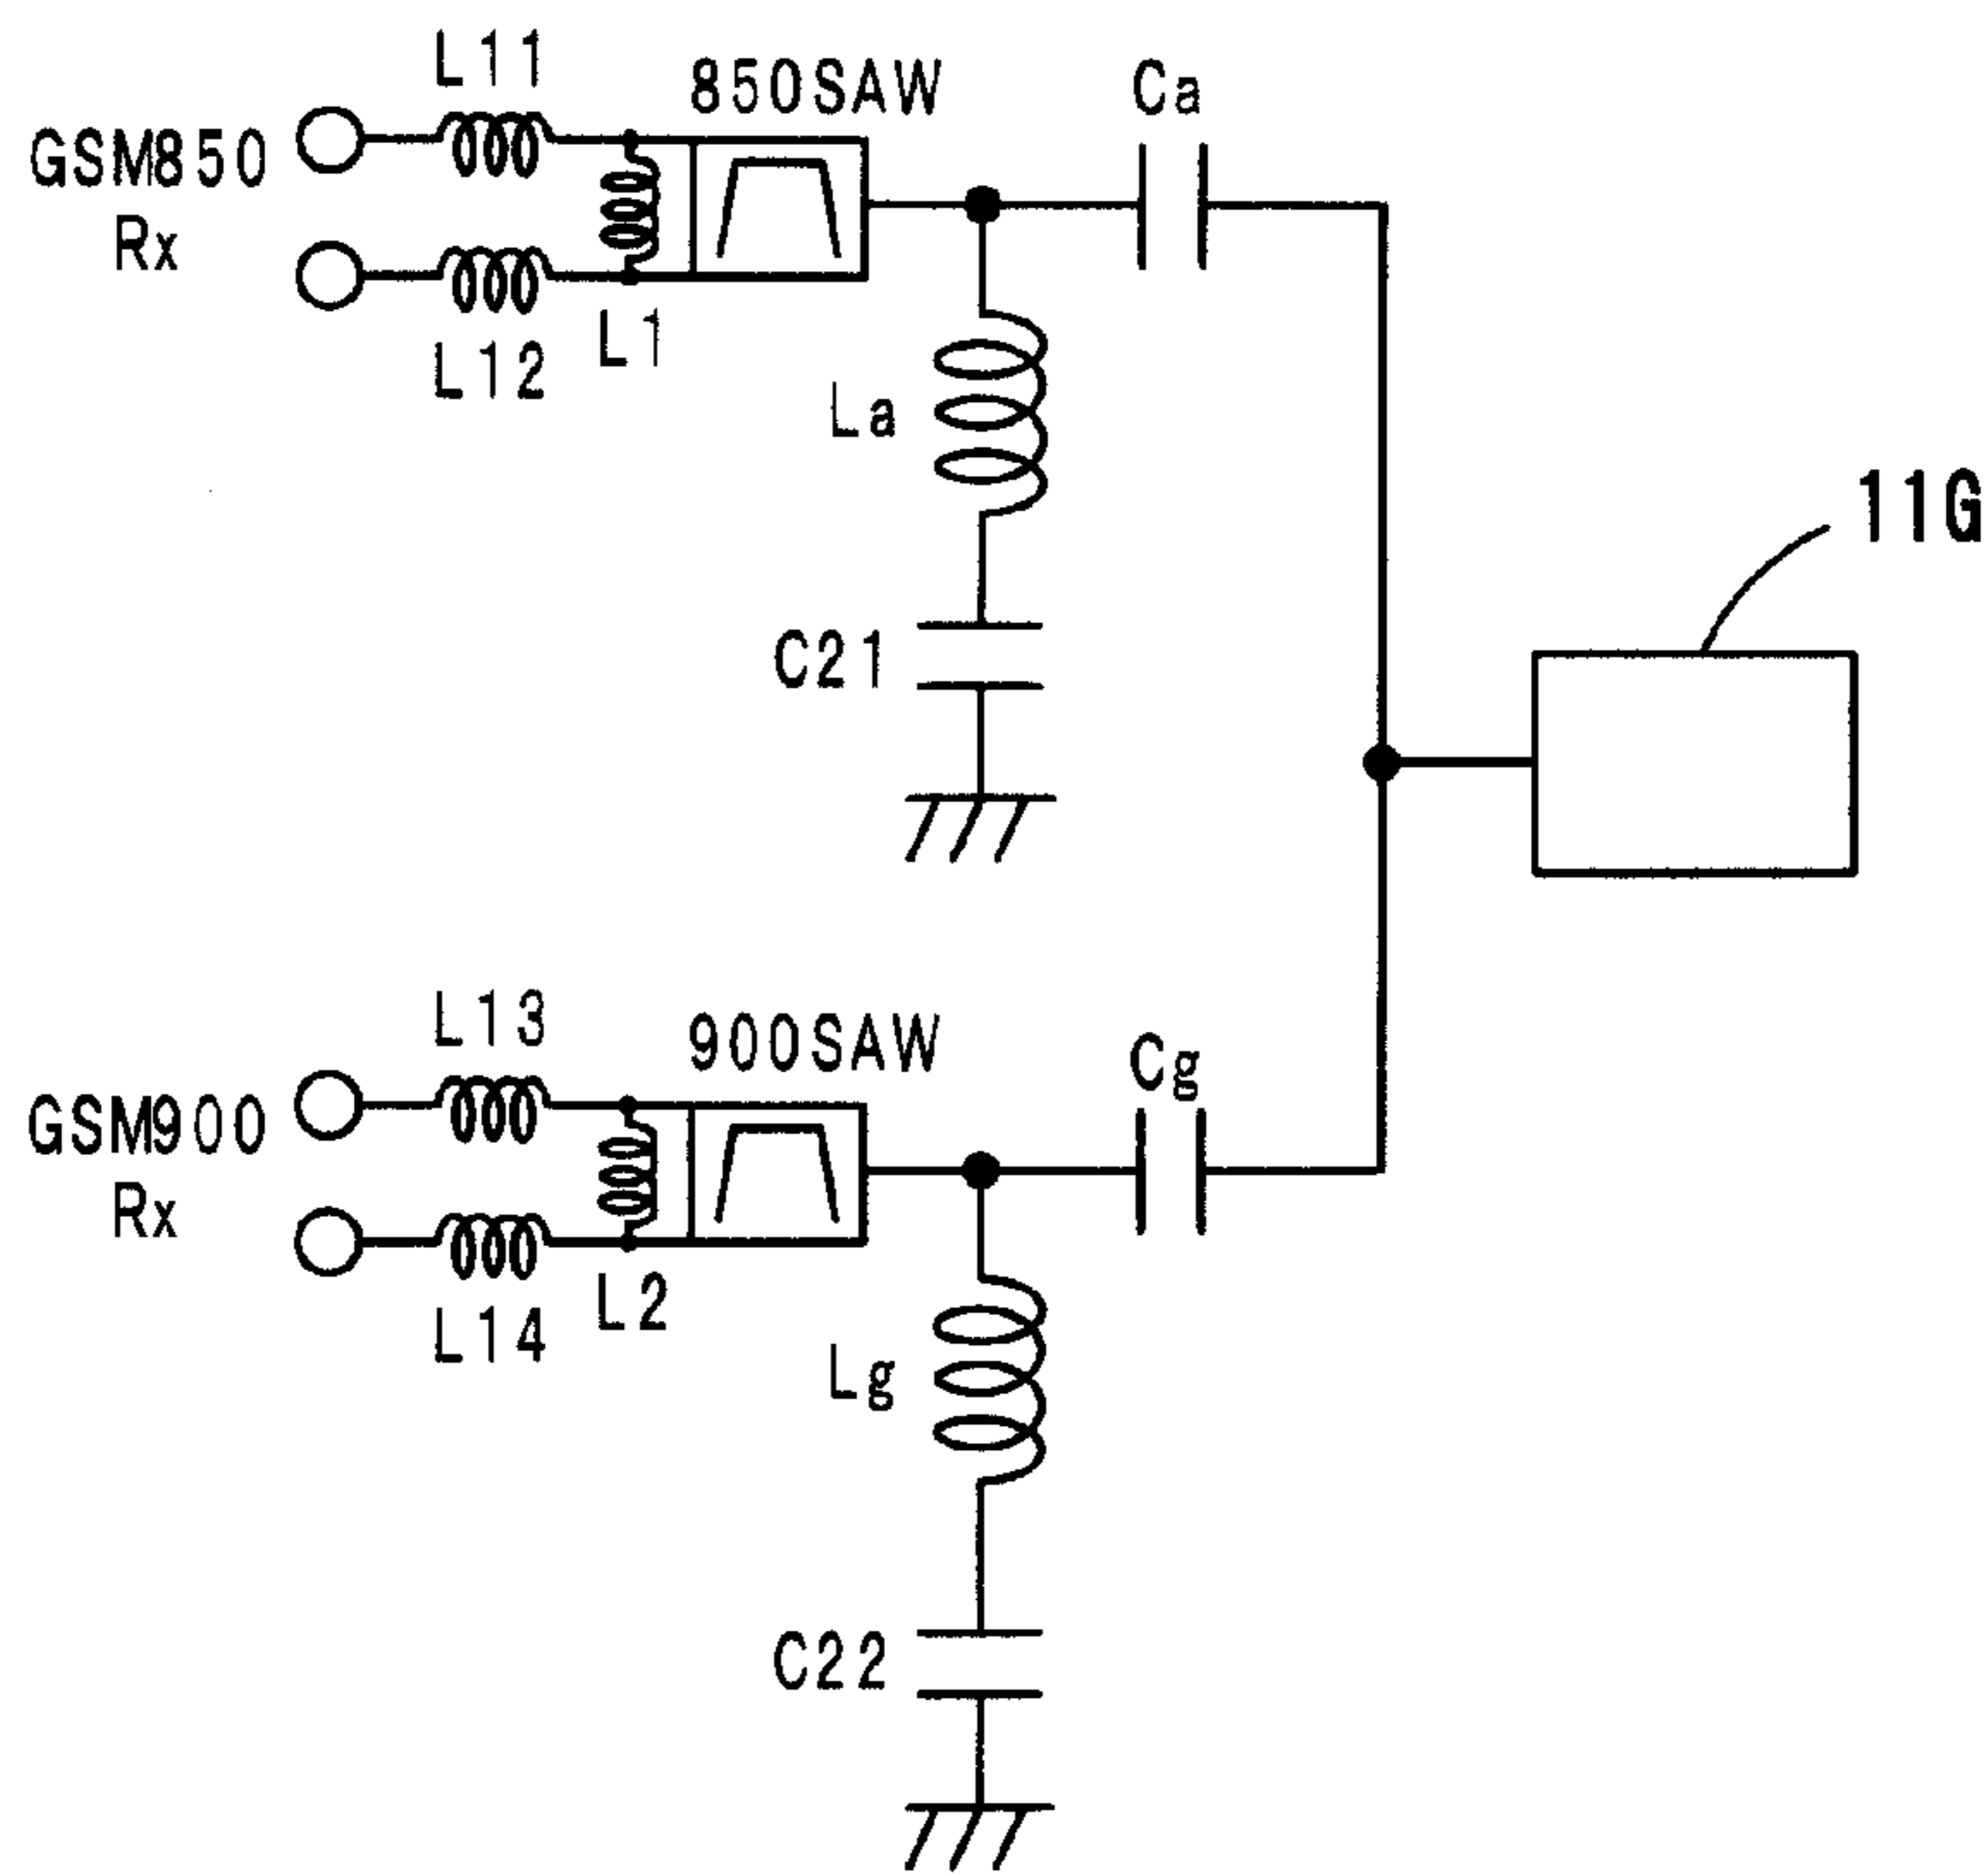 L11
850SAW
Ca
GSM850
Rx
L1
L12
La
11G
C21
L13
900SAW
Cg
GSM900
Rx
L2
L14
Lg
C22